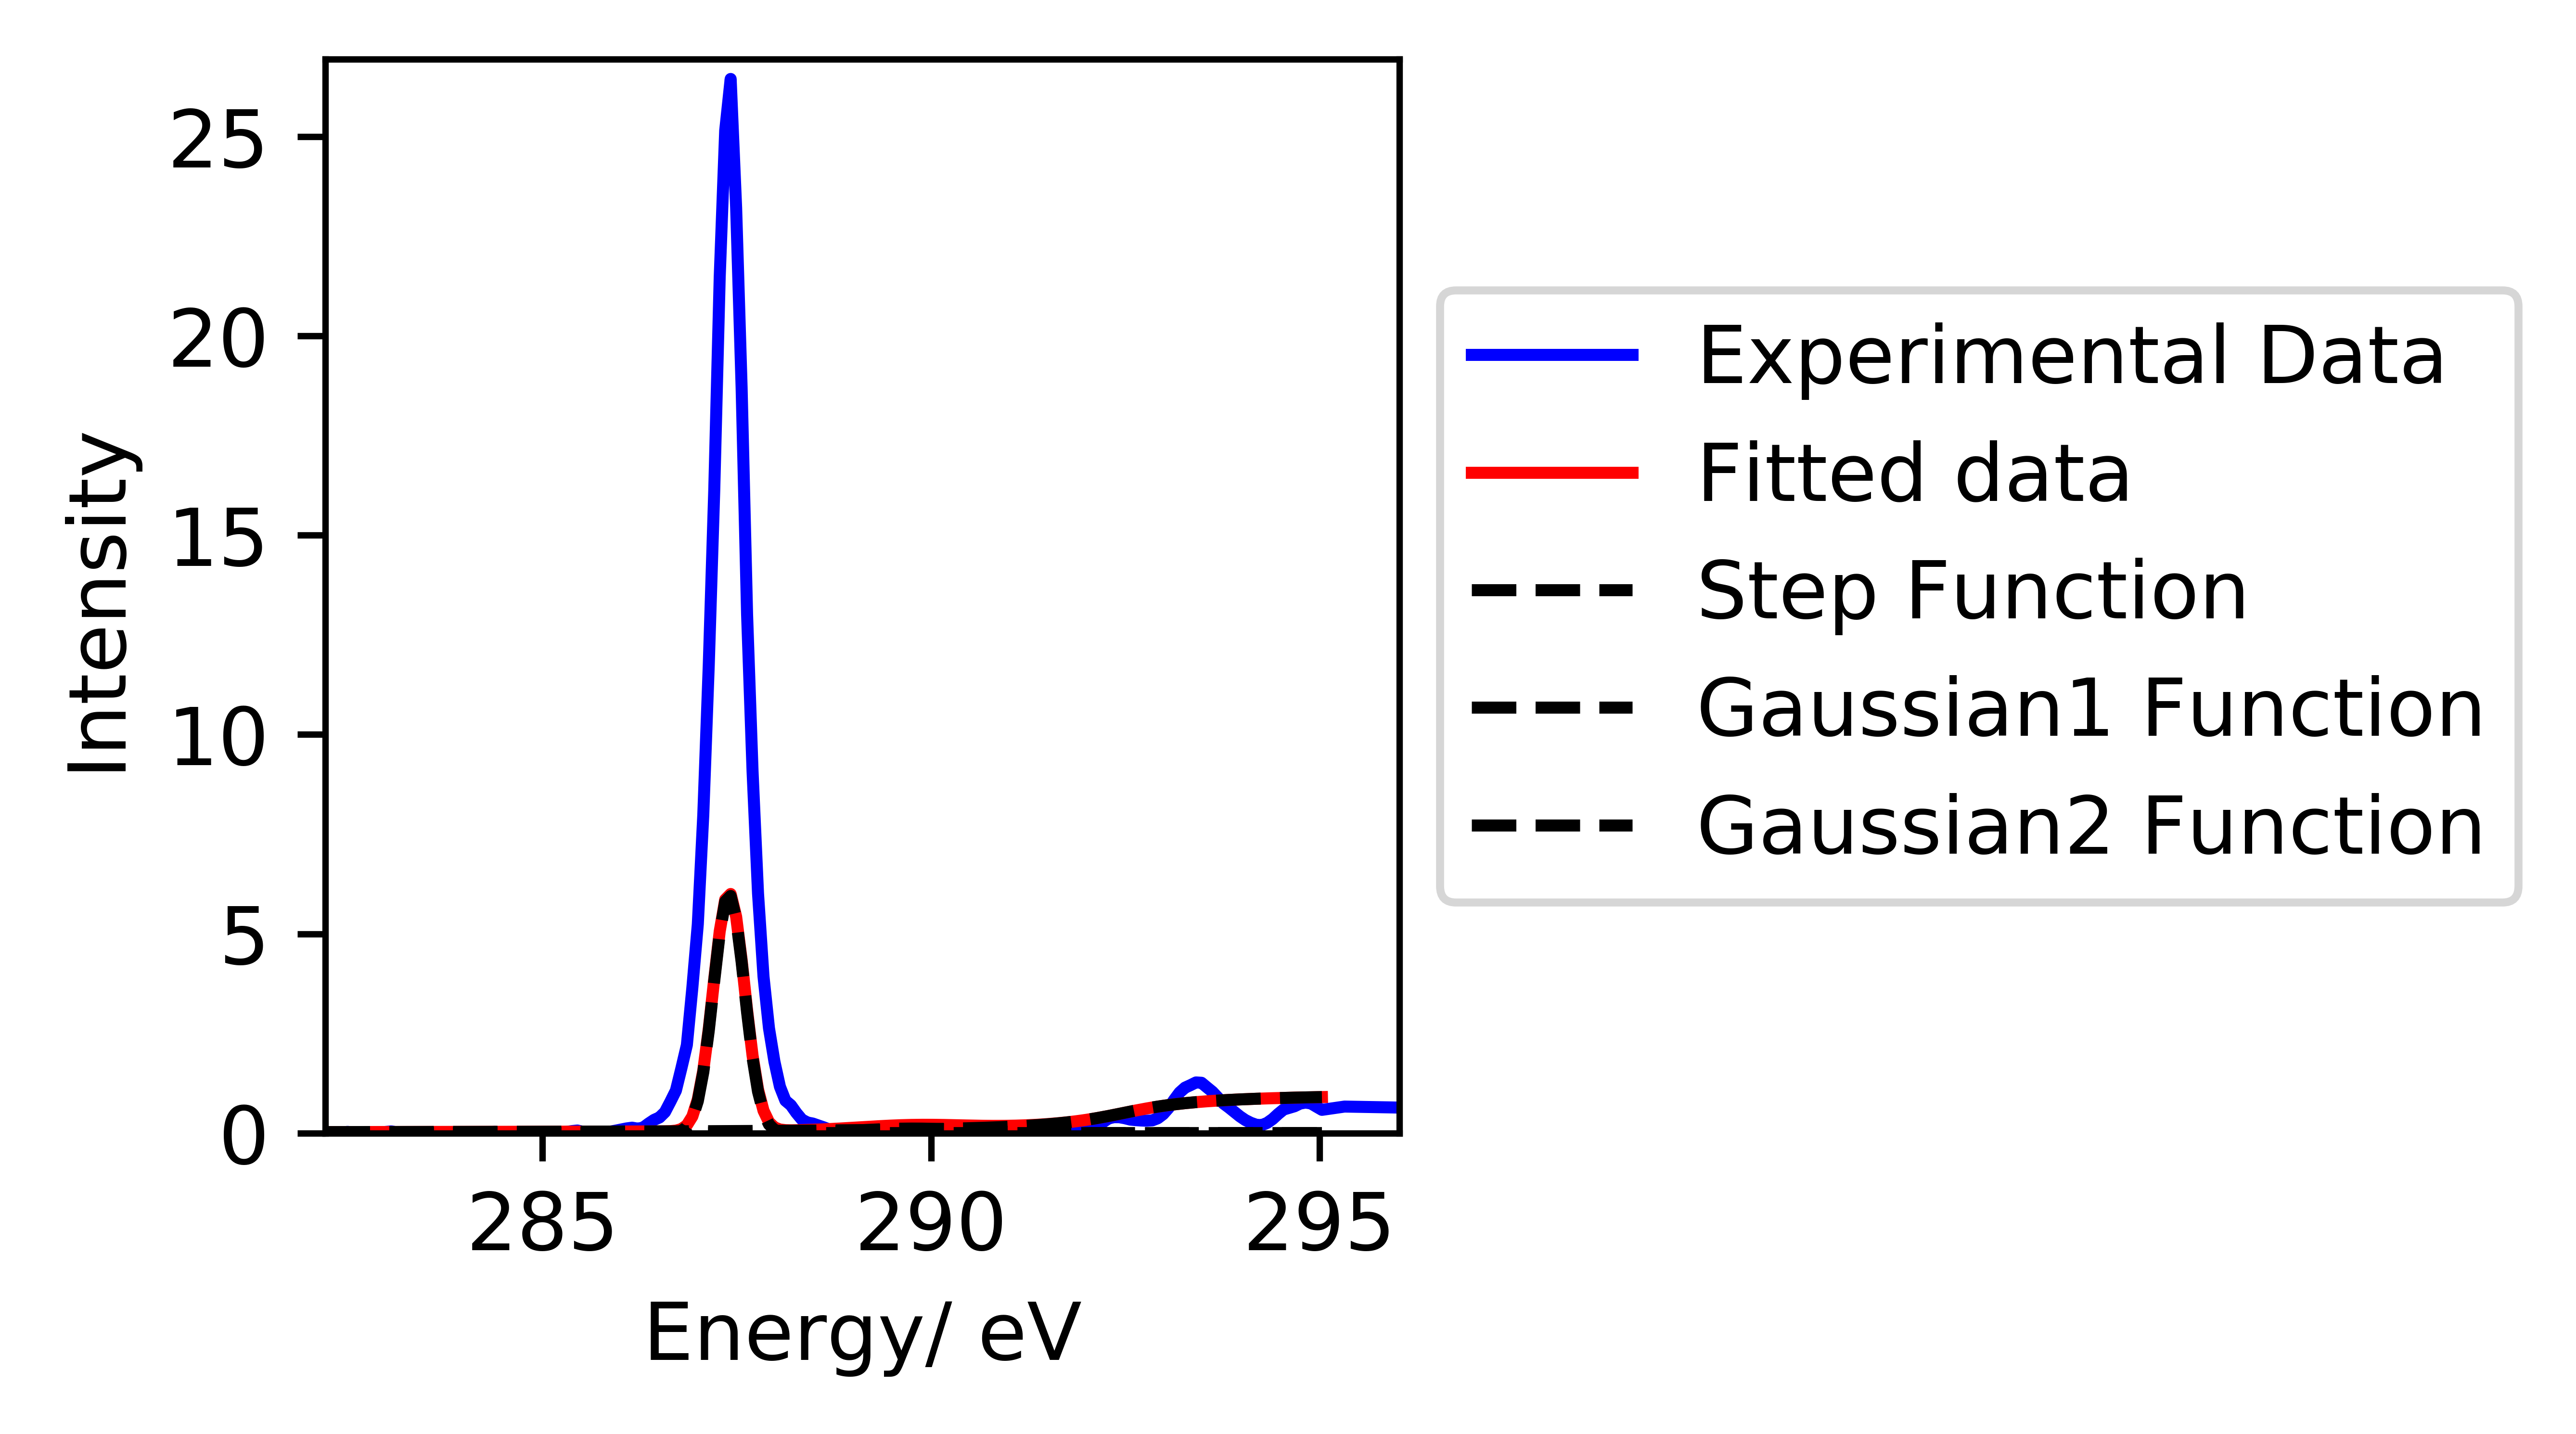 25
20
15
10
5
0
Intensity
285
290
295
Energy/ eV
Experimental Data
Fitted data
Step Function
Gaussian1 Function
Gaussian2 Function